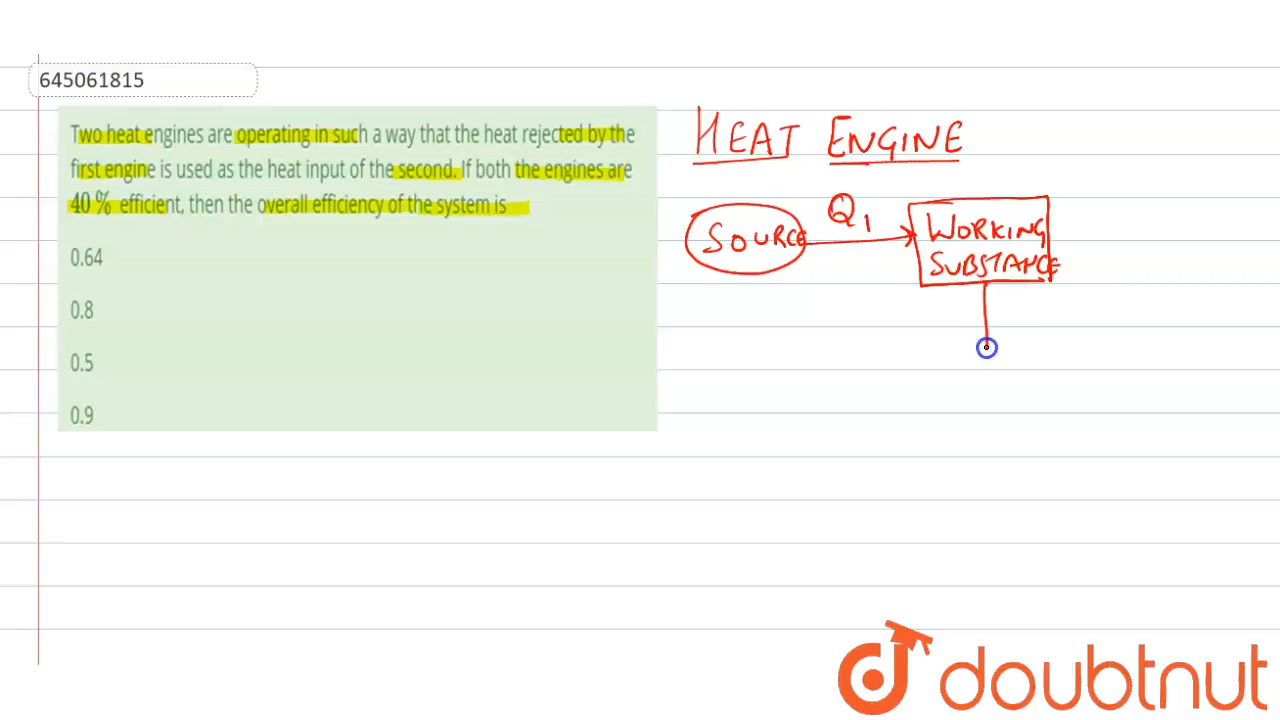 645061815
Two heat engines are operating in such a way that the heat rejected by the
first engine is used as the heat input of the second. If both the engines are
40 % efficient, then the overall efficiency of the system is
0.64
0.8
0.5
0.9
HEAT ENGINE
SOURCE
Q1
WORKING
SUBSTANCE
doubtnut